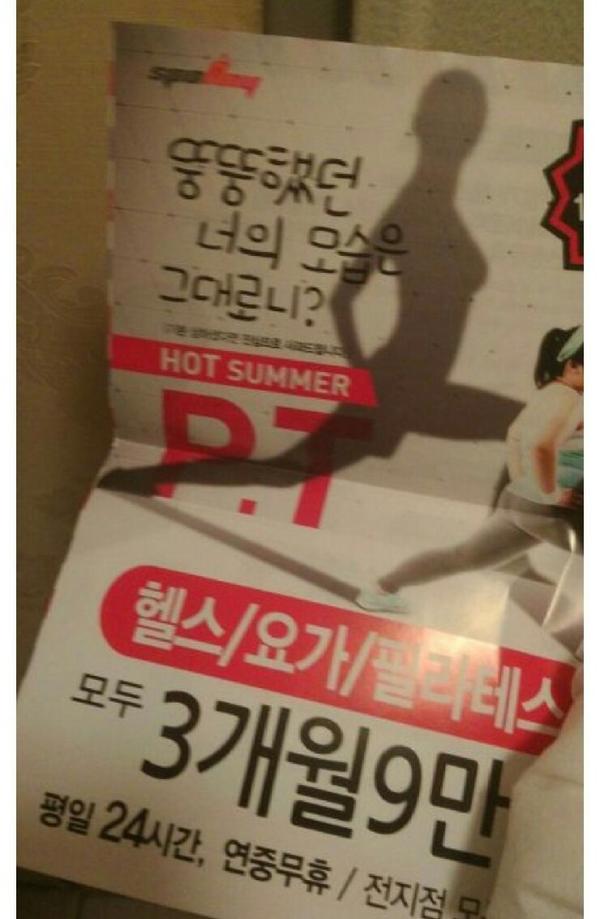 spoany
뚱뚱했던
너의 모습은
그대로니?
HOT SUMMER
P.T
헬스/요가/필라테스
모두 3개월9만
평일 24시간, 연중무휴 / 전지점